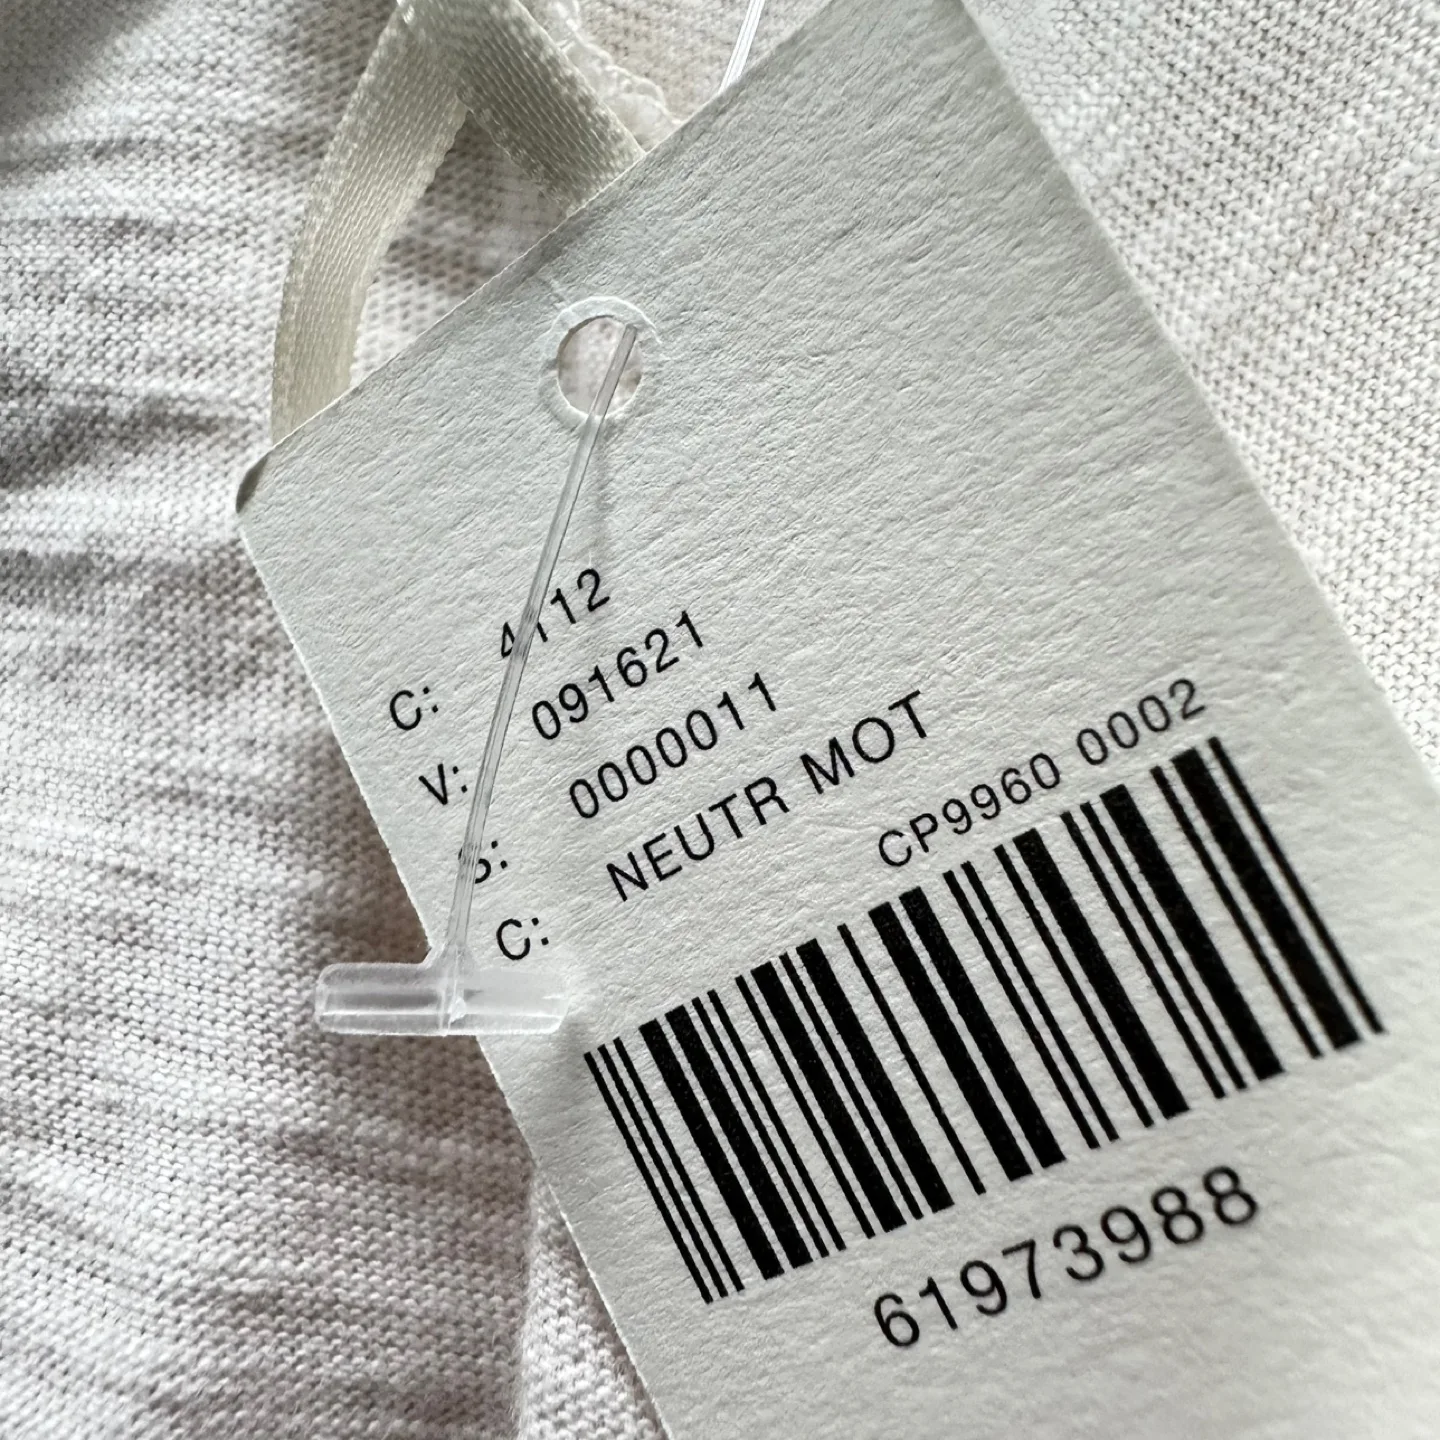 C: 4112
V: 091621
S: 0000011
C: NEUTR MOT
CP9960 0002
61973988